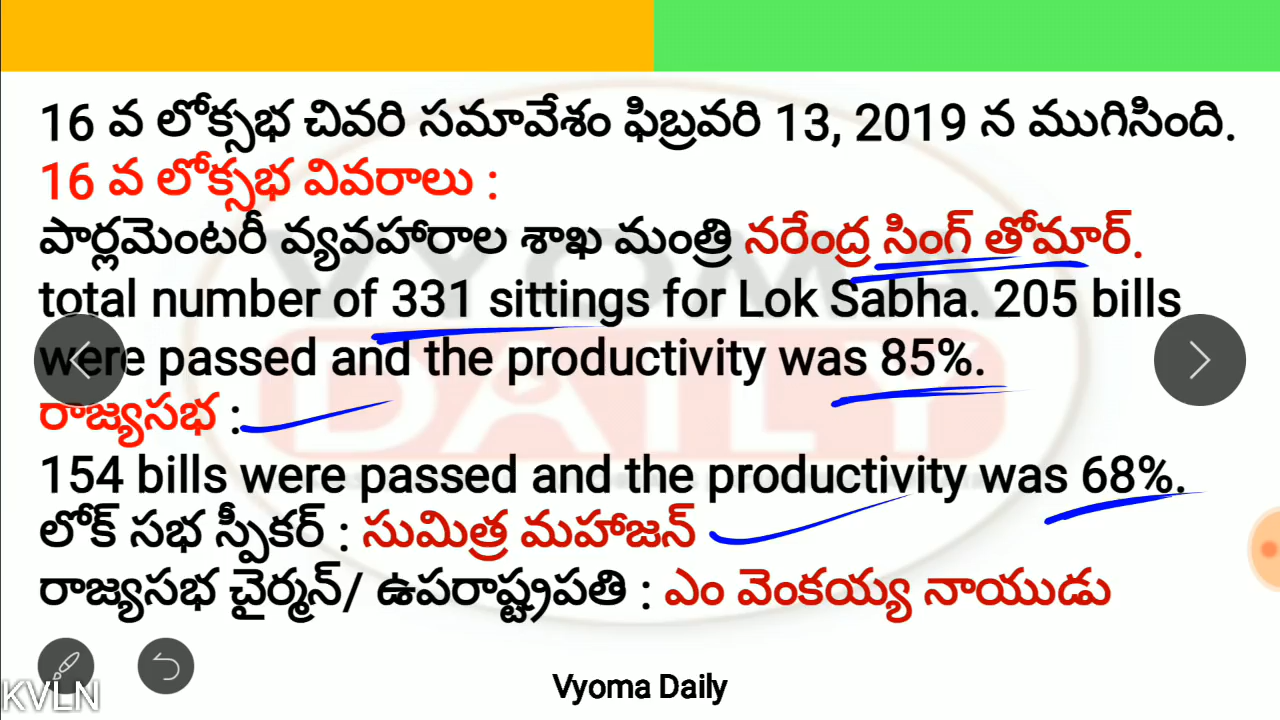 16 వ లోక్సభ చివరి సమావేశం ఫిబ్రవరి 13, 2019 న ముగిసింది.
16 వ లోక్సభ వివరాలు :
పార్లమెంటరీ వ్యవహారాల శాఖ మంత్రి నరేంద్ర సింగ్ తోమార్.
total number of 331 sittings for Lok Sabha. 205 bills
were passed and the productivity was 85%.
రాజ్యసభ :
154 bills were passed and the productivity was 68%.
లోక్ సభ స్పీకర్ : సుమిత్ర మహాజన్
రాజ్యసభ చైర్మన్/ ఉపరాష్ట్రపతి : ఎం వెంకయ్య నాయుడు
Vyoma Daily
KVLN
VYOMA
DAILY